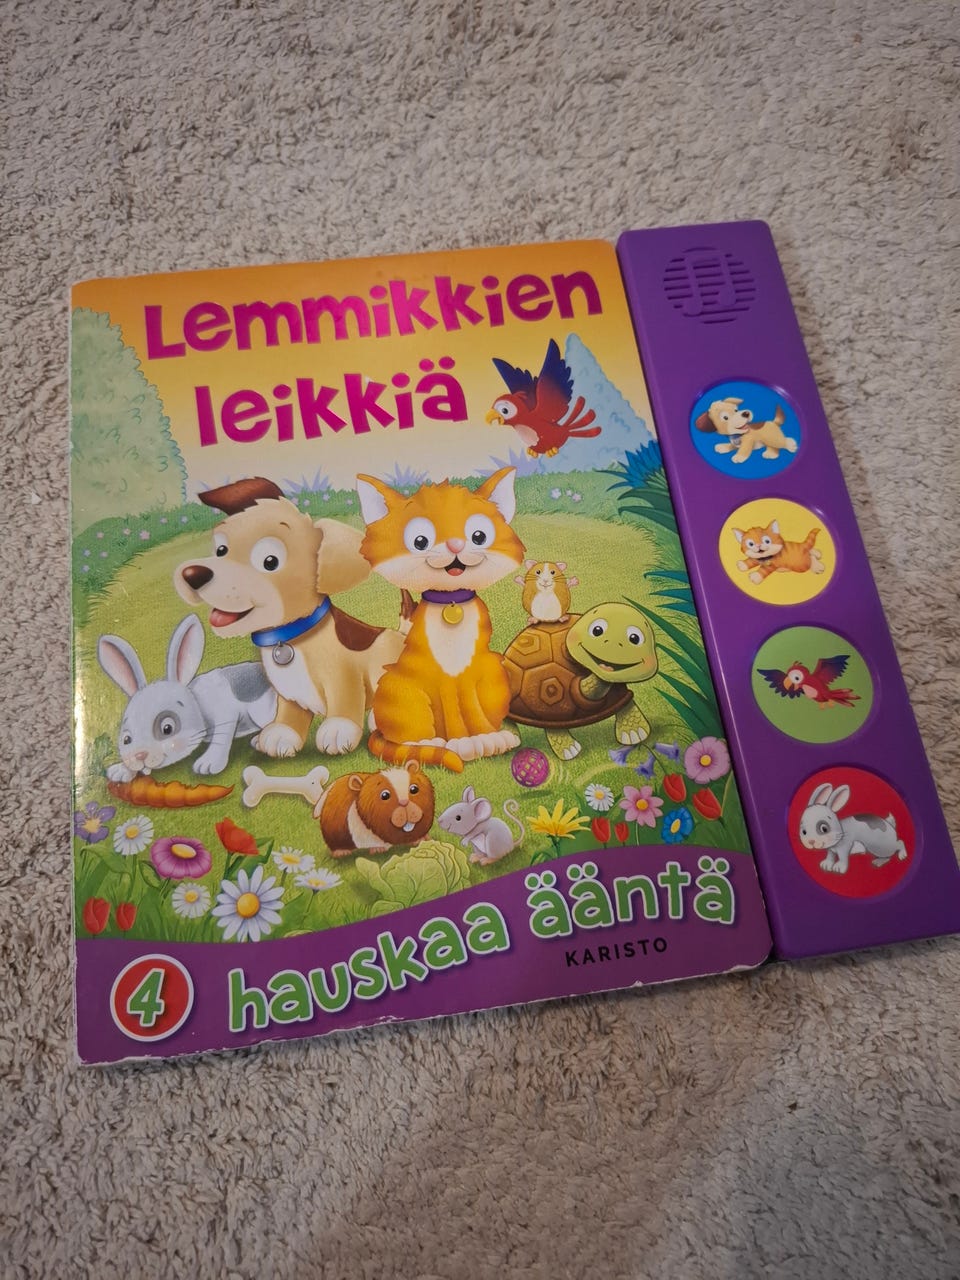 Lemmikkien
leikkiä
4 hauskaa ääntä
KARISTO